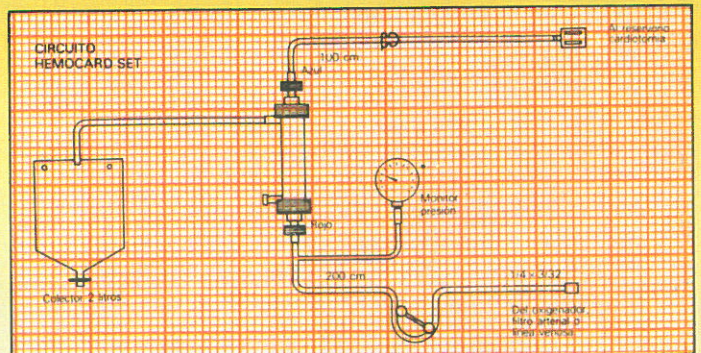 CIRCUITO
HEMOCARD SET
Al reservorio
cardiotomía
100 cm
Azul
Monitor
presión
Rojo
200 cm
1/4 × 3/32
Colector 2 litros
Del oxigenador,
filtro arterial o
línea venosa